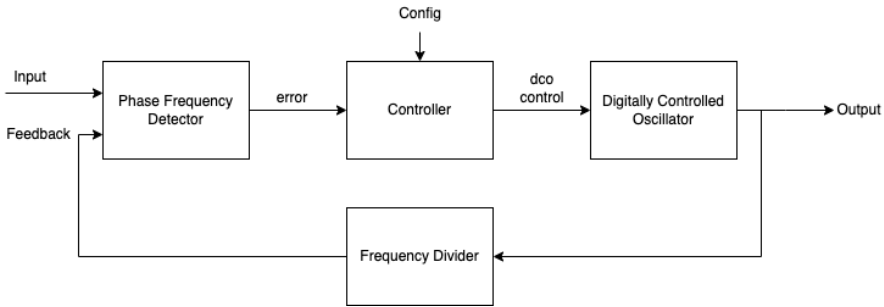 Config
Input
Phase Frequency
Detector
error
Controller
dco
control
Digitally Controlled
Oscillator
Output
Feedback
Frequency Divider